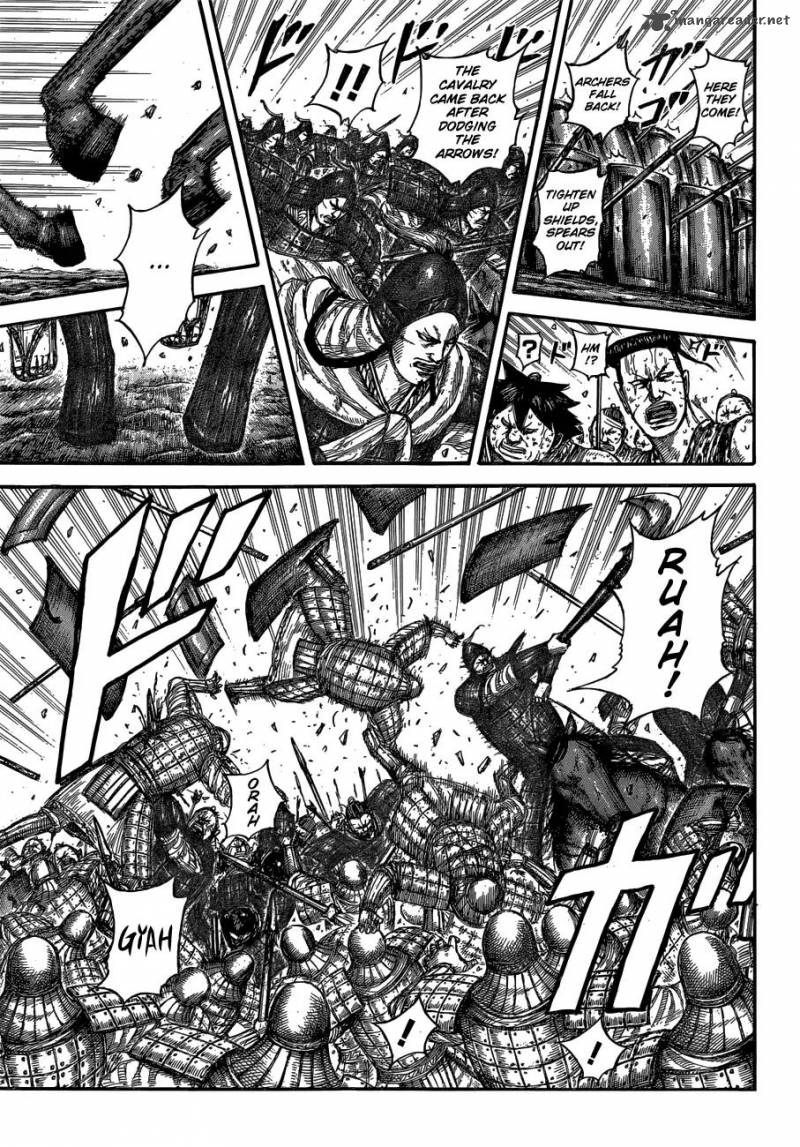 mangareader.net
HERE
THEY
COME!
ARCHERS
FALL
BACK!
ガゴ
TIGHTEN
UP
SHIELDS,
SPEARS
OUT!
HM
!?
?
ドド
THE
CAVALRY
CAME BACK
AFTER
DODGING
THE
ARROWS!
!!
ドド
...
RUAH!
ドガッ
ORAH
GYAH
!
!